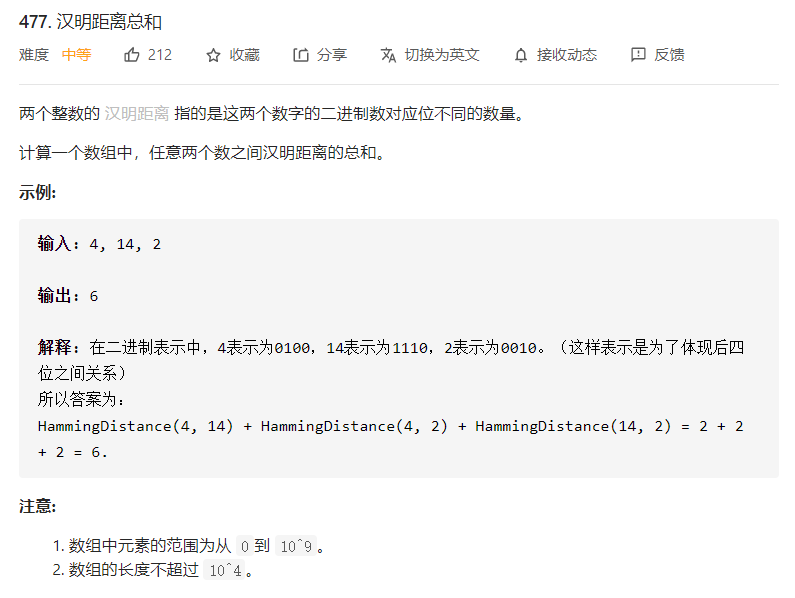 477. 汉明距离总和
难度 中等 212 收藏 分享 切换为英文 接收动态 反馈
两个整数的 汉明距离 指的是这两个数字的二进制数对应位不同的数量。
计算一个数组中，任意两个数之间汉明距离的总和。
示例:
输入: 4, 14, 2
输出: 6
解释: 在二进制表示中，4表示为0100，14表示为1110，2表示为0010。（这样表示是为了体现后四
位之间关系）
所以答案为：
HammingDistance(4, 14) + HammingDistance(4, 2) + HammingDistance(14, 2) = 2 + 2
+ 2 = 6.
注意:
1. 数组中元素的范围为从 0 到 10^9。
2. 数组的长度不超过 10^4。